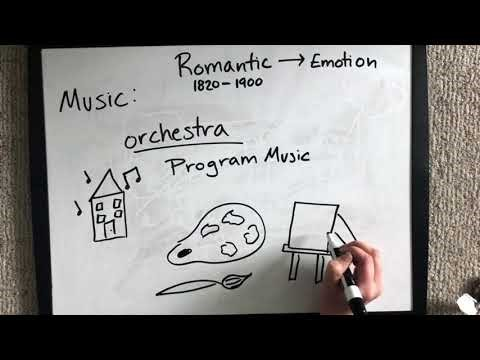 Romantic → Emotion
1820-1900
Music:
orchestra
Program Music